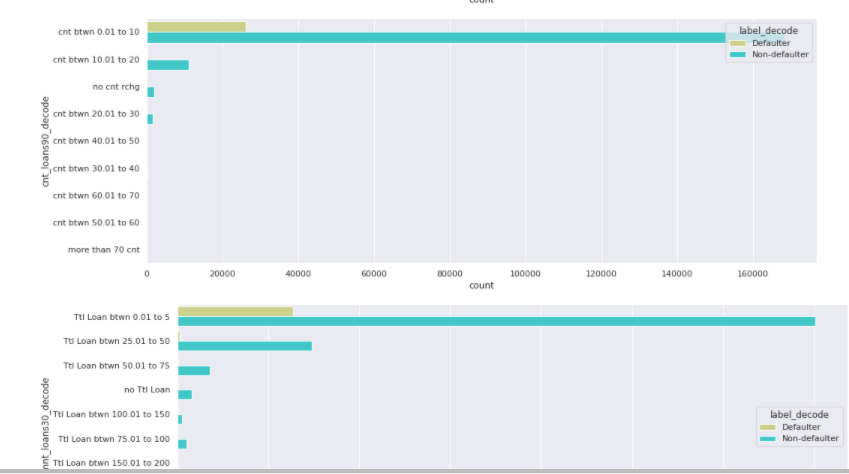 count
cnt btwn 0.01 to 10
cnt btwn 10.01 to 20
no cnt rchg
cnt btwn 20.01 to 30
cnt btwn 40.01 to 50
cnt btwn 30.01 to 40
cnt btwn 60.01 to 70
cnt btwn 50.01 to 60
more than 70 cnt
cnt_loans90_decode
label_decode
Defaulter
Non-defaulter
0 20000 40000 60000 80000 100000 120000 140000 160000
count
Ttl Loan btwn 0.01 to 5
Ttl Loan btwn 25.01 to 50
Ttl Loan btwn 50.01 to 75
no Ttl Loan
Ttl Loan btwn 100.01 to 150
Ttl Loan btwn 75.01 to 100
Ttl Loan btwn 150.01 to 200
nt_loans30_decode
label_decode
Defaulter
Non-defaulter